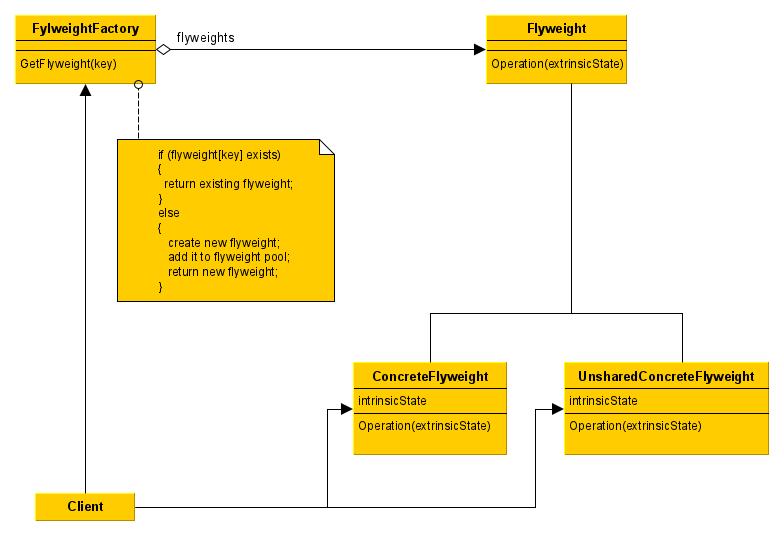 FylweightFactory
GetFlyweight(key)
flyweights
Flyweight
Operation(extrinsicState)
if (flyweight[key] exists)
{
return existing flyweight;
}
else
{
create new flyweight;
add it to flyweight pool;
return new flyweight;
}
ConcreteFlyweight
intrinsicState
Operation(extrinsicState)
UnsharedConcreteFlyweight
intrinsicState
Operation(extrinsicState)
Client